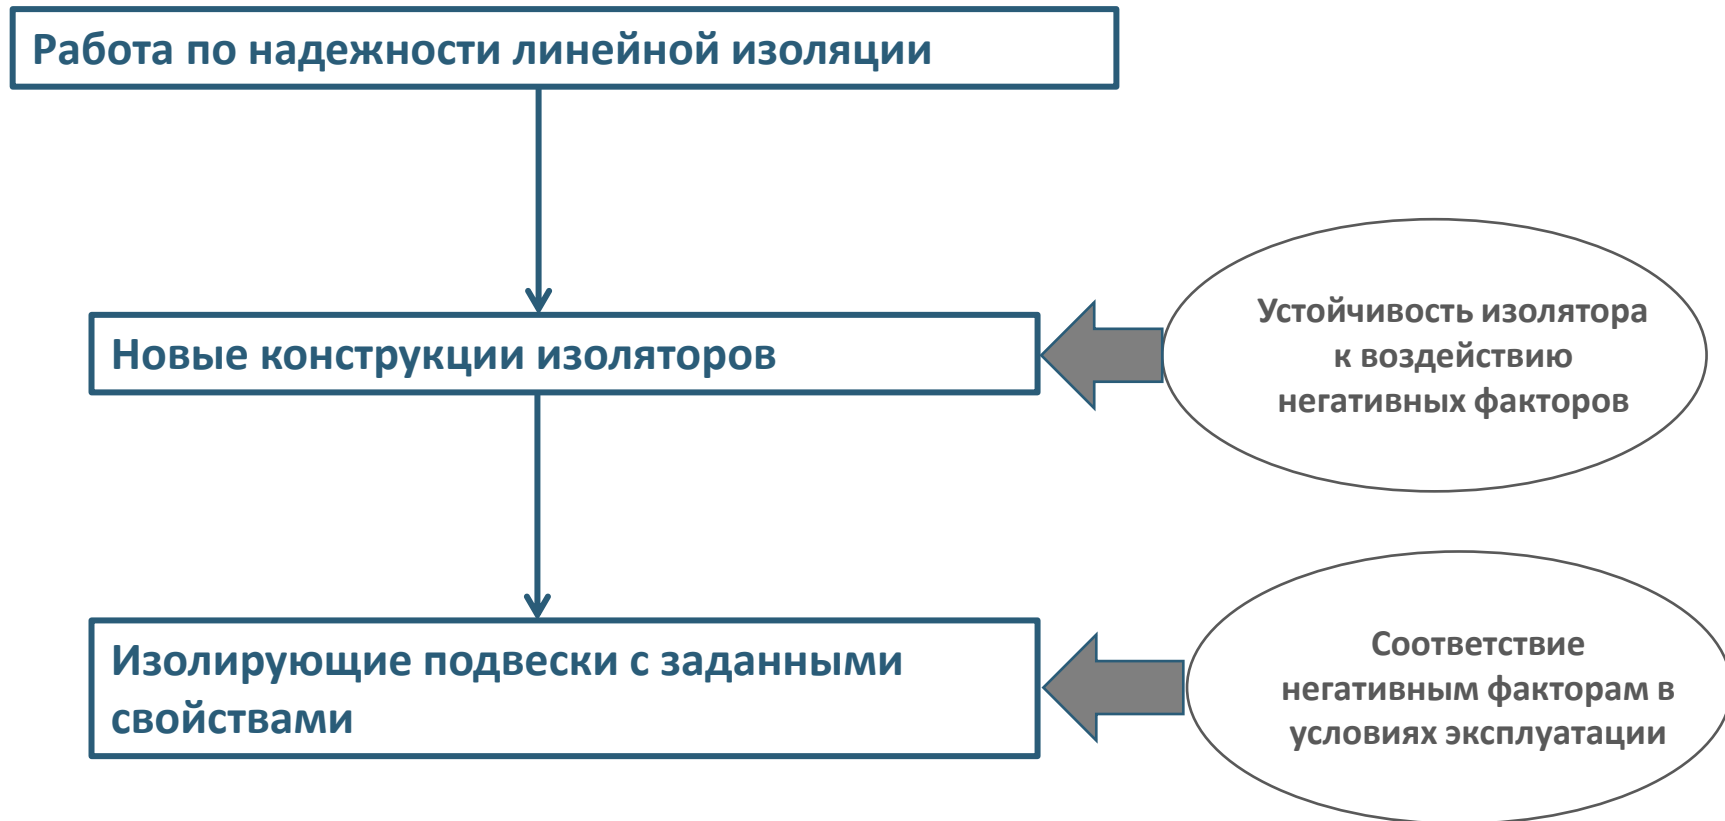 Работа по надежности линейной изоляции
Новые конструкции изоляторов
Устойчивость изолятора
к воздействию
негативных факторов
Изолирующие подвески с заданными
свойствами
Соответствие
негативным факторам в
условиях эксплуатации